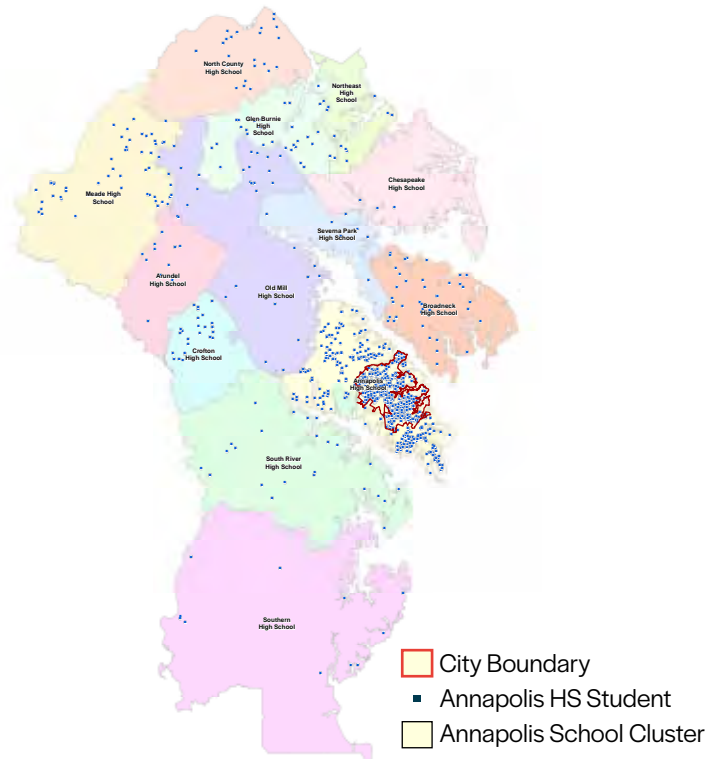 North County
High School
Northeast
High
School
Glen Burnie
High
School
Chesapeake
High School
Meade High
School
Severna Park
High School
Arundel
High School
Old Mill
High School
Broadneck
High School
Crofton
High School
Annapolis
High School
South River
High School
Southern
High School
City Boundary
Annapolis HS Student
Annapolis School Cluster